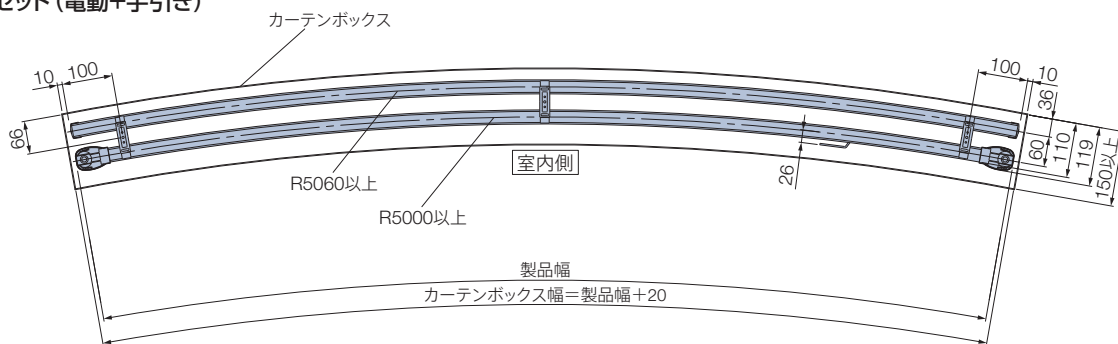 セット（電動+手引き）
カーテンボックス
10
100
66
R5060以上
R5000以上
室内側
26
100
10
36
60
110
119
150以上
製品幅
カーテンボックス幅＝製品幅＋20